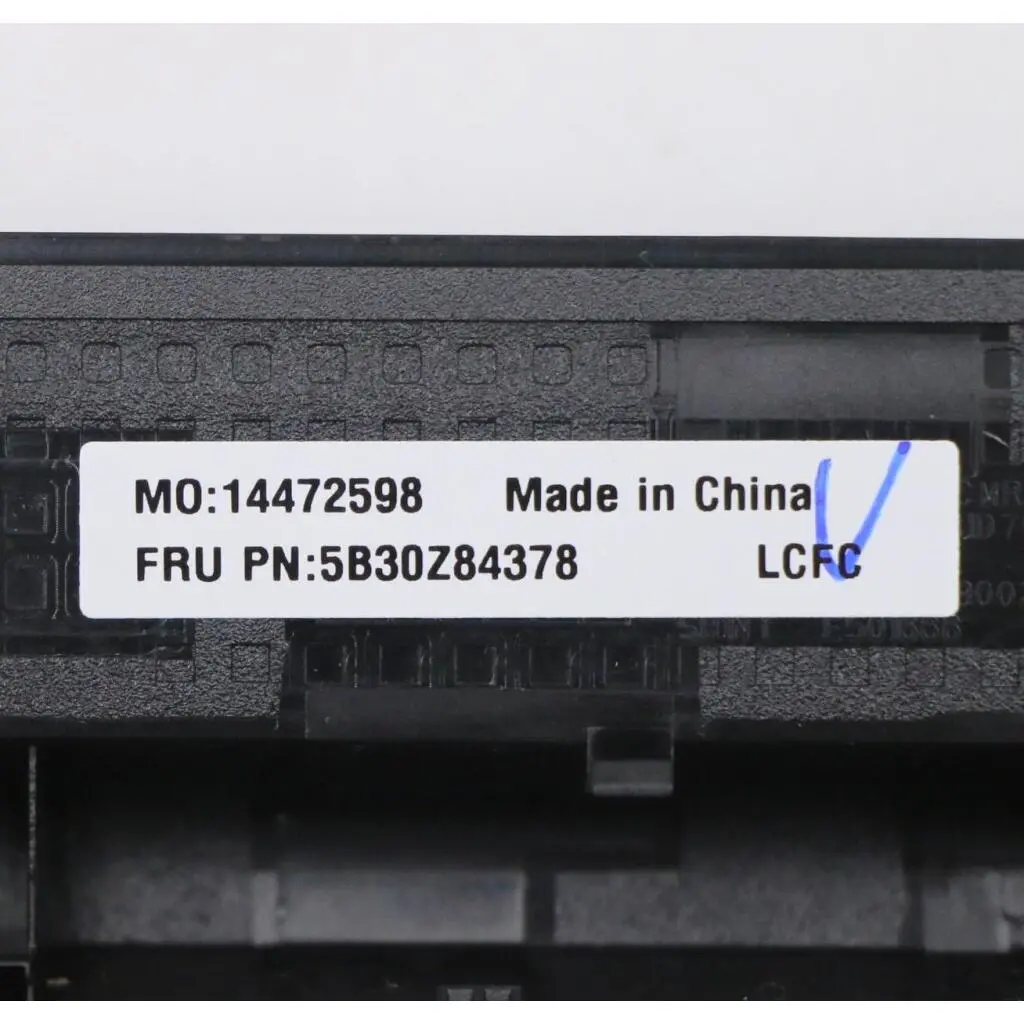 MO:14472598 Made in China
FRU PN:5B30Z84378 LCFC